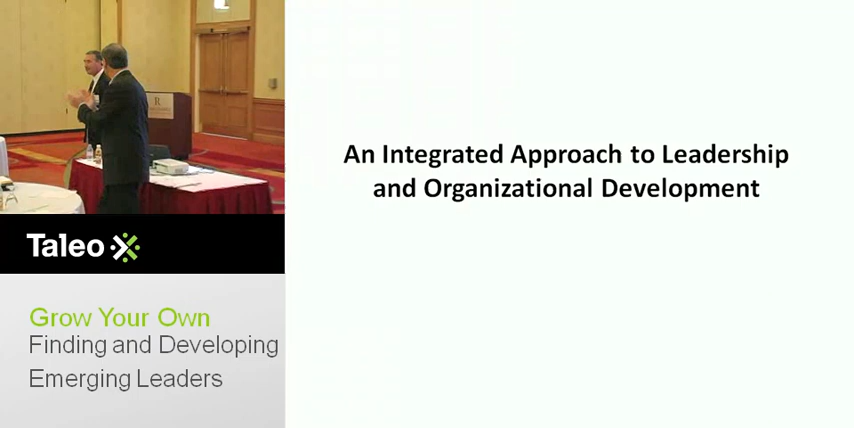 Taleo
Grow Your Own
Finding and Developing
Emerging Leaders
An Integrated Approach to Leadership
and Organizational Development